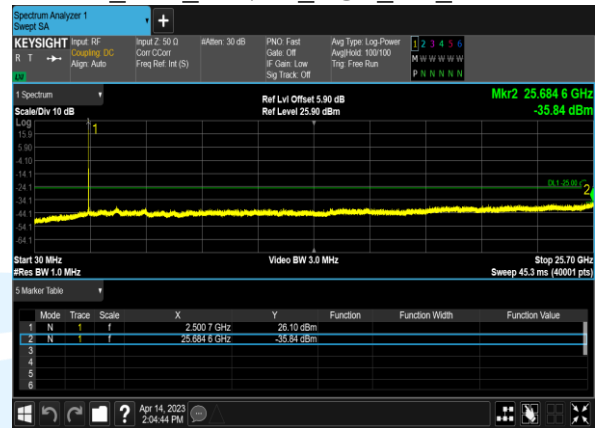 Spectrum Analyzer 1
Swept SA
+
KEYSIGHT Input: RF Input Z: 50 Ω #Atten: 30 dB PNO: Fast Avg Type: Log-Power 1 2 3 4 5 6
R T Coupling: DC Corr CCorr Gate: Off Avg|Hold: 100/100 M W W W W W
Align: Auto Freq Ref: Int (S) IF Gain: Low Trig: Free Run
Sig Track: Off P N N N N N
1 Spectrum
Ref Lvl Offset 5.90 dB Mkr2 25.684 6 GHz
Scale/Div 10 dB Ref Level 25.90 dBm -35.84 dBm
Log
1
15.9
5.90
-4.10
-14.1
-24.1 DL1 -25.00
2
-34.1
-44.1
-54.1
-64.1
Start 30 MHz Video BW 3.0 MHz Stop 25.70 GHz
#Res BW 1.0 MHz Sweep 45.3 ms (40001 pts)
5 Marker Table
Mode Trace Scale X Y Function Function Width Function Value
1 N 1 f 2.500 7 GHz 26.10 dBm
2 N 1 f 25.684 6 GHz -35.84 dBm
3
4
5
6
? Apr 14, 2023
2:04:44 PM